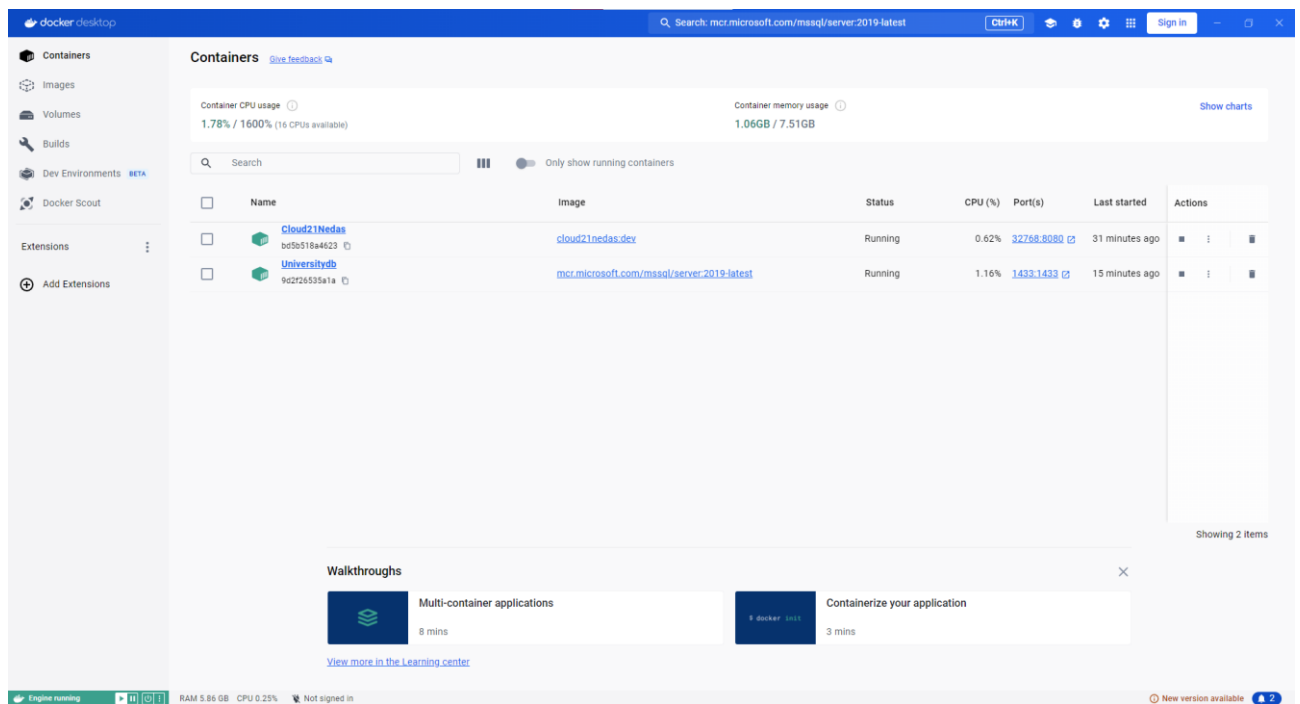 docker desktop
Search: mcr.microsoft.com/mssql/server:2019-latest
Ctrl+K
Sign in
Containers
Images
Volumes
Builds
Dev Environments BETA
Docker Scout
Extensions
Add Extensions
Containers Give feedback
Container CPU usage
1.78% / 1600% (16 CPUs available)
Container memory usage
1.06GB / 7.51GB
Show charts
Search
Only show running containers
Name Image Status CPU (%) Port(s) Last started Actions
Cloud21Nedas
bd5b518a4623
cloud21nedas:dev Running 0.62% 32768:8080 31 minutes ago
Universitydb
9d2f26535a1a
mcr.microsoft.com/mssql/server:2019-latest Running 1.16% 1433:1433 15 minutes ago
Showing 2 items
Walkthroughs
Multi-container applications
8 mins
$ docker init
Containerize your application
3 mins
View more in the Learning center
Engine running
RAM 5.86 GB CPU 0.25% Not signed in
New version available
2